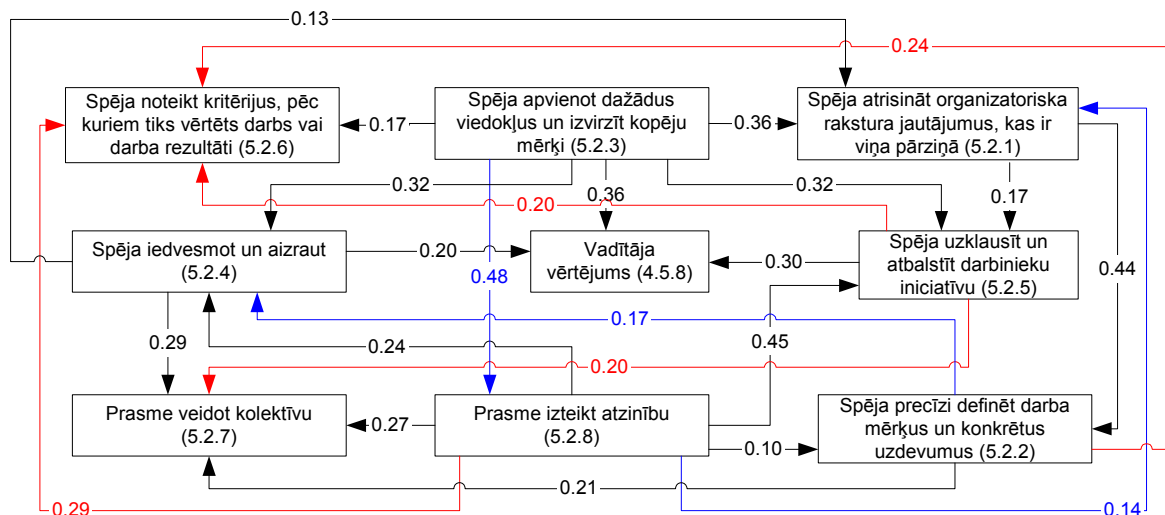 0.13
0.24
Spēja noteikt kritērijus, pēc
kuriem tiks vērtēts darbs vai
darba rezultāti (5.2.6)
0.17
Spēja apvienot dažādus
viedokļus un izvirzīt kopēju
mērķi (5.2.3)
0.36
Spēja atrisināt organizatoriska
rakstura jautājumus, kas ir
viņa pārziņā (5.2.1)
0.32
0.20
0.36
0.32
0.17
Spēja iedvesmot un aizraut
(5.2.4)
0.20
0.48
Vadītāja
vērtējums (4.5.8)
0.30
Spēja uzklausīt un
atbalstīt darbinieku
iniciatīvu (5.2.5)
0.44
0.29
0.24
0.17
0.45
0.20
Prasme veidot kolektīvu
(5.2.7)
0.27
Prasme izteikt atzinību
(5.2.8)
0.10
Spēja precīzi definēt darba
mērķus un konkrētus
uzdevumus (5.2.2)
0.21
0.29
0.14